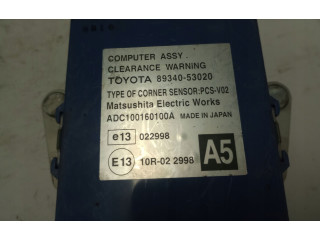 COMPUTER ASSY.
CLEARANCE WARNING
TOYOTA 89340-53020
TYPE OF CORNER SENSOR:PCS-V02
Matsushita Electric Works
ADC100160100A MADE IN JAPAN
e13 022998
E13 10R-02 2998 A5